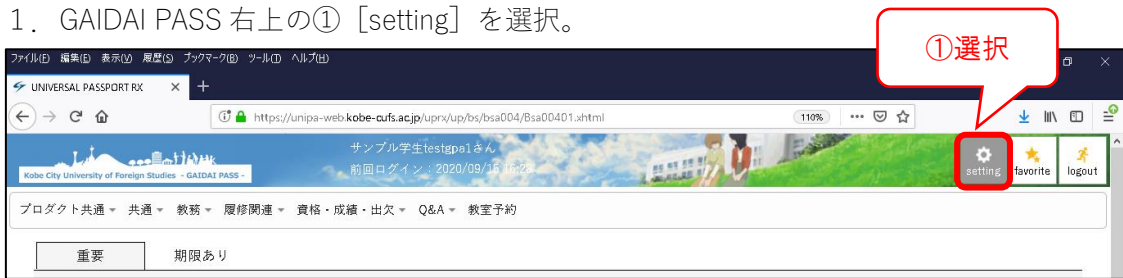 1．GAIDAI PASS 右上の①［setting］を選択。
①選択
ファイル(F) 編集(E) 表示(V) 履歴(S) ブックマーク(B) ツール(T) ヘルプ(H)
UNIVERSAL PASSPORT RX × +
https://unipa-web.kobe-cufs.ac.jp/uprx/up/bs/bsa004/Bsa00401.xhtml 110%
サンプル学生testgpa1さん
前回ログイン：2020/09/15 15:23
Kobe City University of Foreign Studies - GAIDAI PASS -
setting favorite logout
プロダクト共通 共通 教務 履修関連 資格・成績・出欠 Q&A 教室予約
重要 期限あり